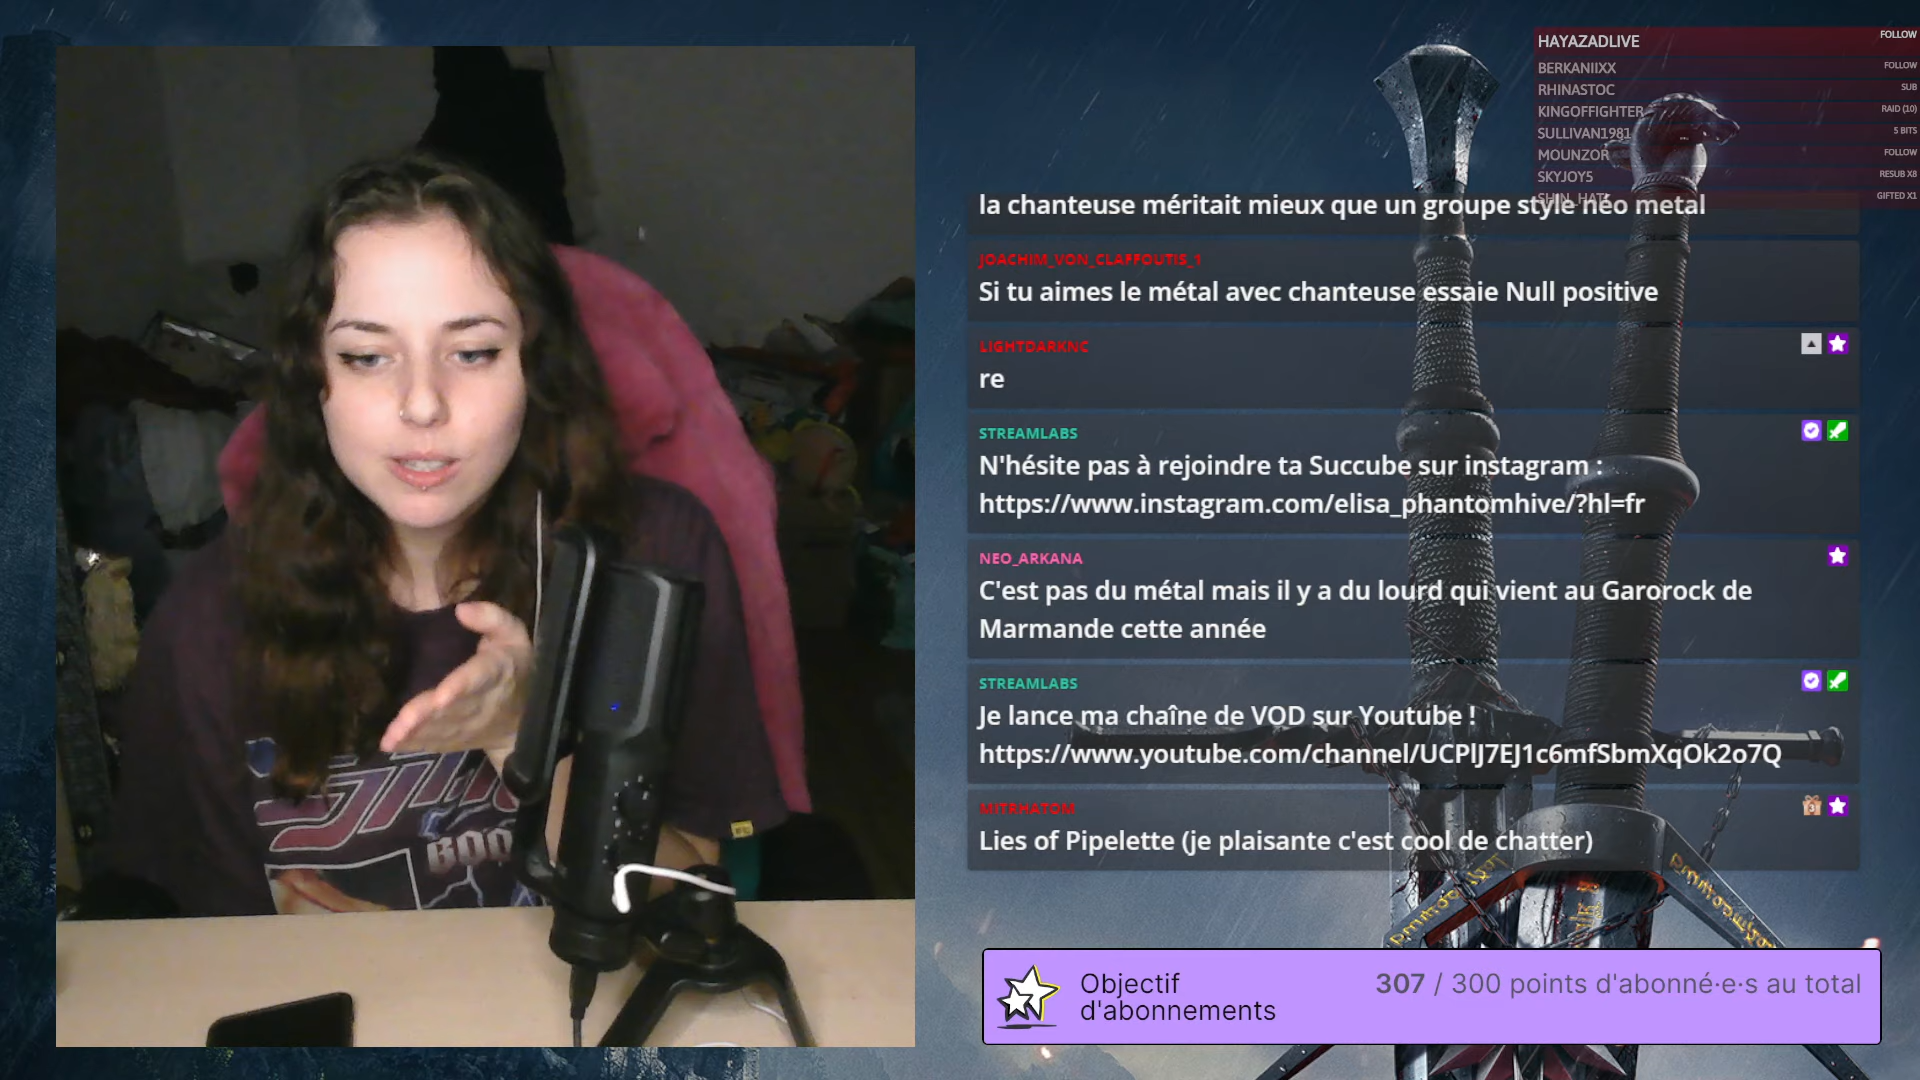 HAYAZADLIVE FOLLOW
BERKANIIXX FOLLOW
RHINASTOC SUB
KINGOFFIGHTER RAID (10)
SULLIVAN1981 5 BITS
MOUNZOR FOLLOW
SKYJOY5 RESUB X8
SHIN_HATI GIFTED X1
la chanteuse méritait mieux que un groupe style néo metal
JOACHIM_VON_CLAFFOUTIS_1
Si tu aimes le métal avec chanteuse essaie Null positive
LIGHTDARKNC
re
STREAMLABS
N'hésite pas à rejoindre ta Succube sur instagram :
https://www.instagram.com/elisa_phantomhive/?hl=fr
NEO_ARKANA
C'est pas du métal mais il y a du lourd qui vient au Garorock de
Marmande cette année
STREAMLABS
Je lance ma chaîne de VOD sur Youtube !
https://www.youtube.com/channel/UCPlJ7EJ1c6mfSbmXqOk2o7Q
MITRHATOM
Lies of Pipelette (je plaisante c'est cool de chatter)
Objectif
d'abonnements
307 / 300 points d'abonné·e·s au total